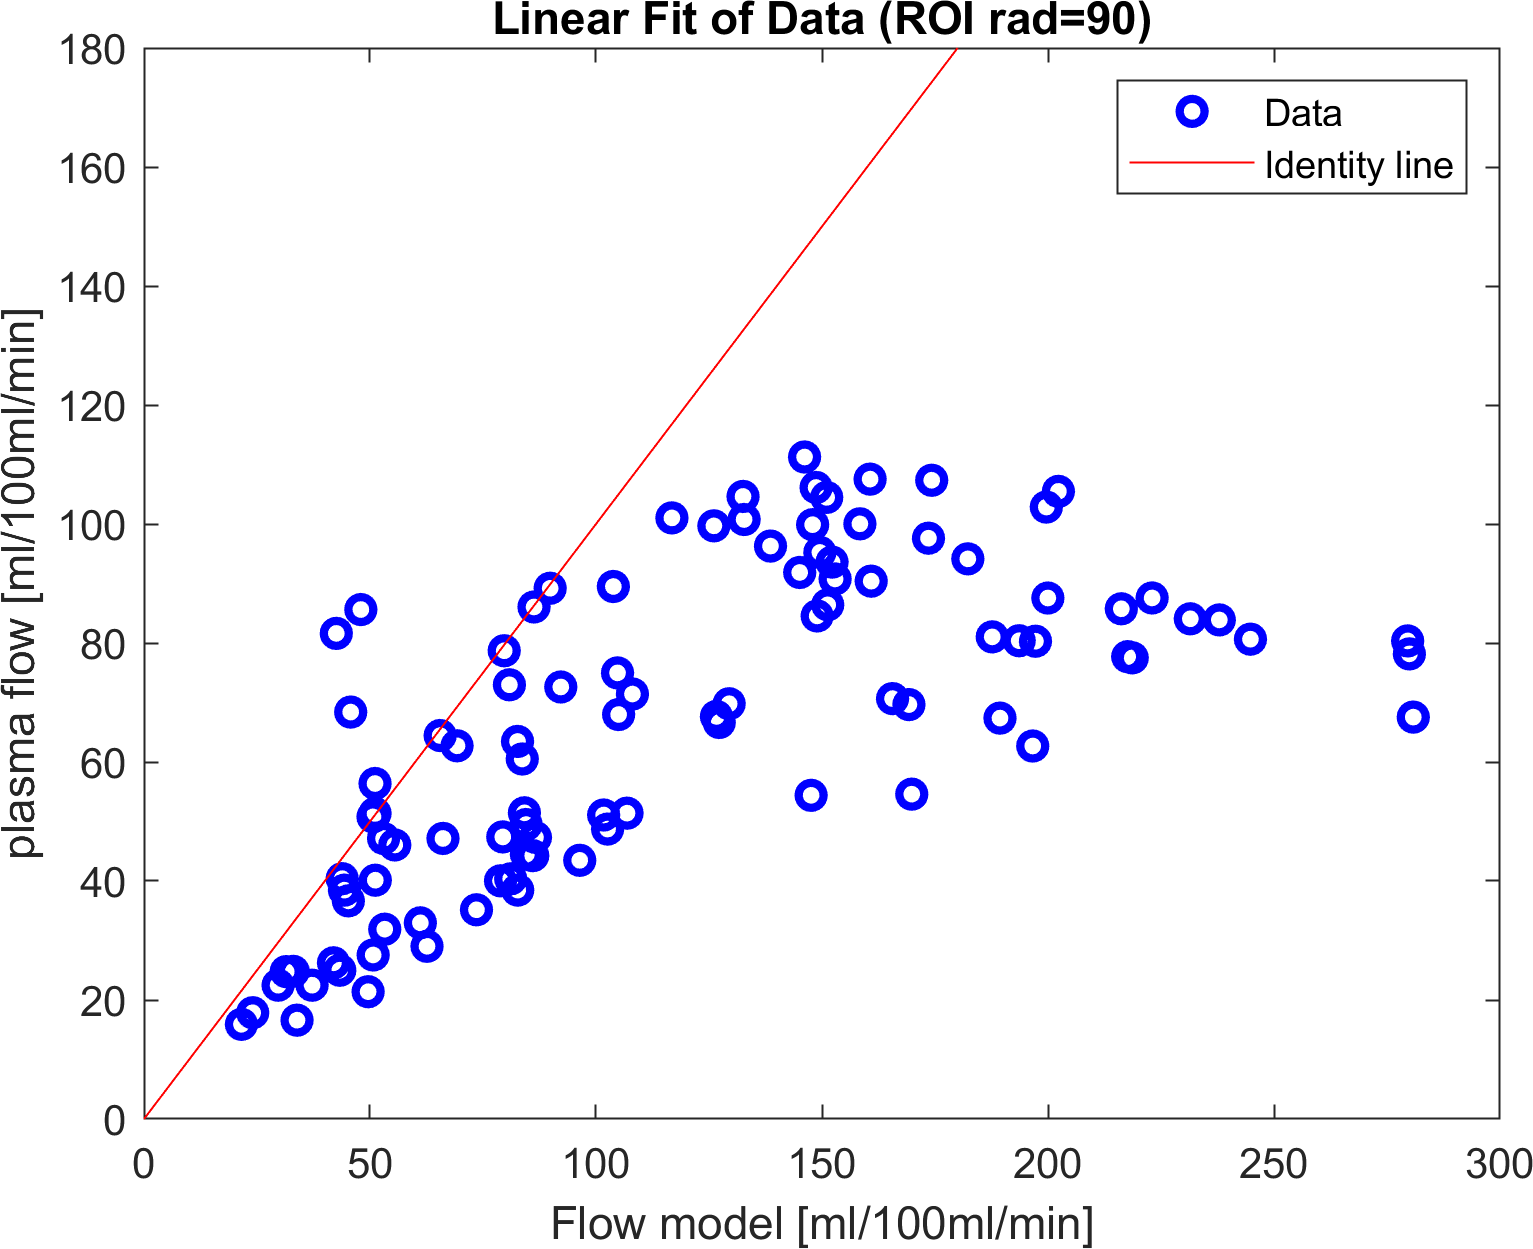 Linear Fit of Data (ROI rad=90)
180
160
140
120
100
80
60
40
20
0
plasma flow [ml/100ml/min]
Data
Identity line
0 50 100 150 200 250 300
Flow model [ml/100ml/min]